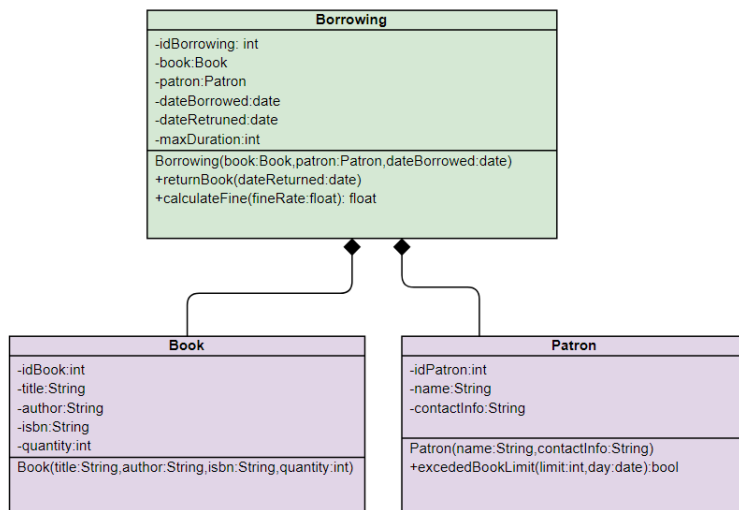 Borrowing
-idBorrowing: int
-book:Book
-patron:Patron
-dateBorrowed:date
-dateRetruned:date
-maxDuration:int
Borrowing(book:Book,patron:Patron,dateBorrowed:date)
+returnBook(dateReturned:date)
+calculateFine(fineRate:float): float
Book
-idBook:int
-title:String
-author:String
-isbn:String
-quantity:int
Book(title:String,author:String,isbn:String,quantity:int)
Patron
-idPatron:int
-name:String
-contactInfo:String
Patron(name:String,contactInfo:String)
+excededBookLimit(limit:int,day:date):bool